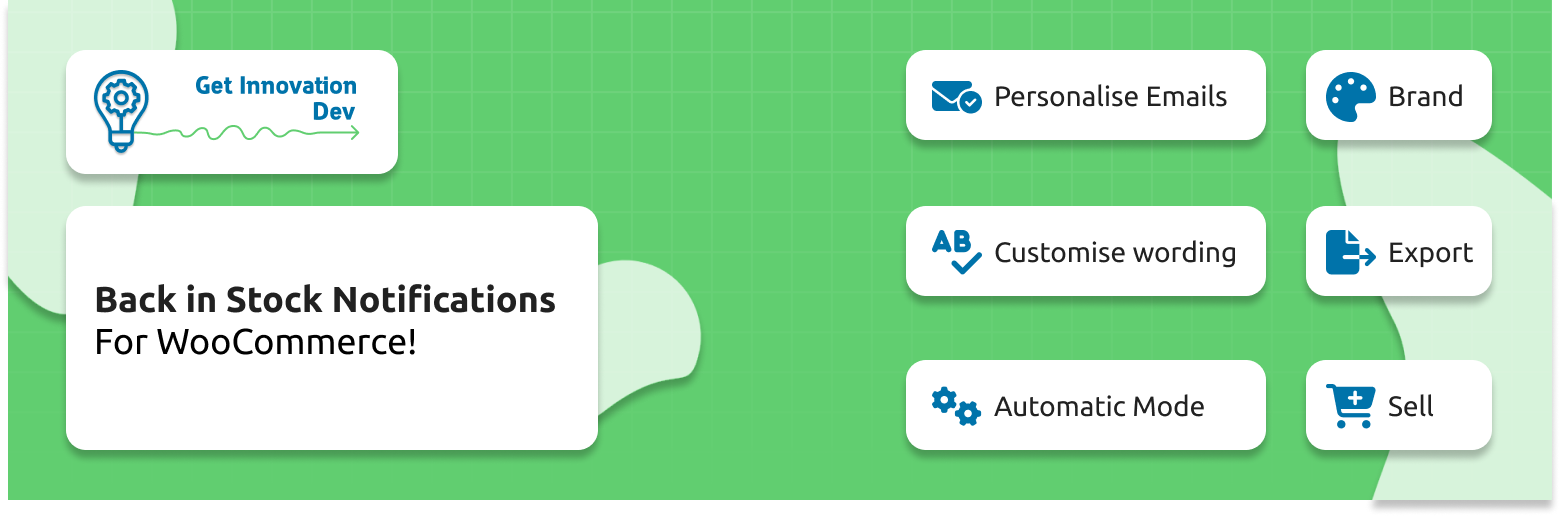 Get Innovation
Dev
Back in Stock Notifications
For WooCommerce!
Personalise Emails
Brand
AB
Customise wording
Export
Automatic Mode
Sell